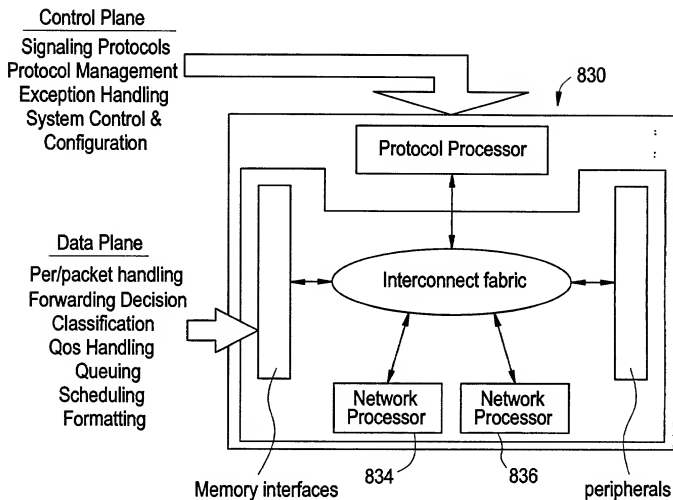 Control Plane
Signaling Protocols
Protocol Management
Exception Handling
System Control &
Configuration
830
Protocol Processor
Data Plane
Per/packet handling
Forwarding Decision
Classification
Qos Handling
Queuing
Scheduling
Formatting
Interconnect fabric
Network
Processor
Network
Processor
834
836
Memory interfaces
peripherals